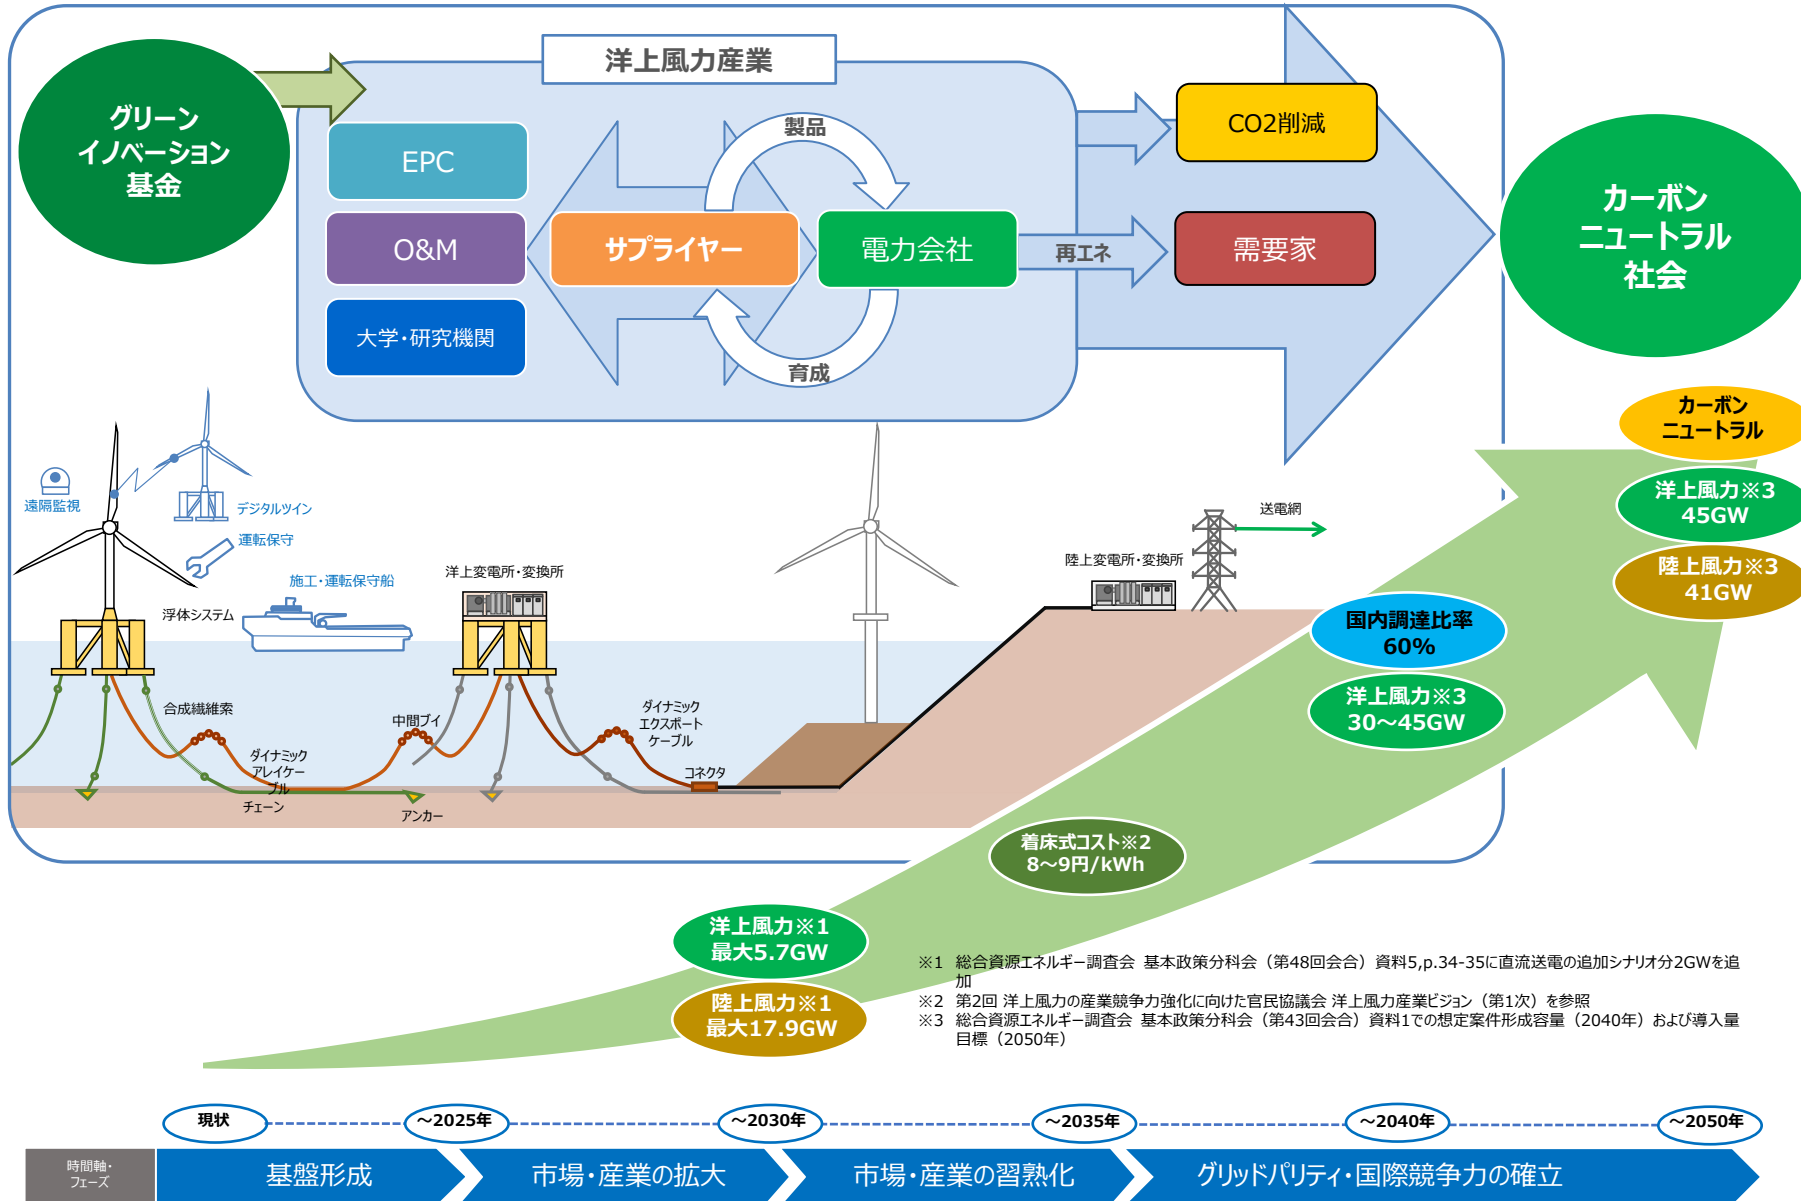 グリーン
イノベーション
基金
洋上風力産業
EPC
O&M
大学・研究機関
サプライヤー
製品
電力会社
育成
再エネ
CO2削減
需要家
カーボン
ニュートラル
社会
遠隔監視
デジタルツイン
運転保守
施工・運転保守船
浮体システム
洋上変電所・変換所
合成繊維索
ダイナミック
アレイケー
ブル
チェーン
中間ブイ
アンカー
ダイナミック
エクスポート
ケーブル
コネクタ
陸上変電所・変換所
送電網
カーボン
ニュートラル
洋上風力※3
45GW
陸上風力※3
41GW
国内調達比率
60%
洋上風力※3
30～45GW
着床式コスト※2
8～9円/kWh
洋上風力※1
最大5.7GW
陸上風力※1
最大17.9GW
※1 総合資源エネルギー調査会 基本政策分科会（第48回会合）資料5,p.34-35に直流送電の追加シナリオ分2GWを追
加
※2 第2回 洋上風力の産業競争力強化に向けた官民協議会 洋上風力産業ビジョン（第1次）を参照
※3 総合資源エネルギー調査会 基本政策分科会（第43回会合）資料1での想定案件形成容量（2040年）および導入量
目標（2050年）
現状
～2025年
～2030年
～2035年
～2040年
～2050年
時間軸・
フェーズ
基盤形成
市場・産業の拡大
市場・産業の習熟化
グリッドパリティ・国際競争力の確立